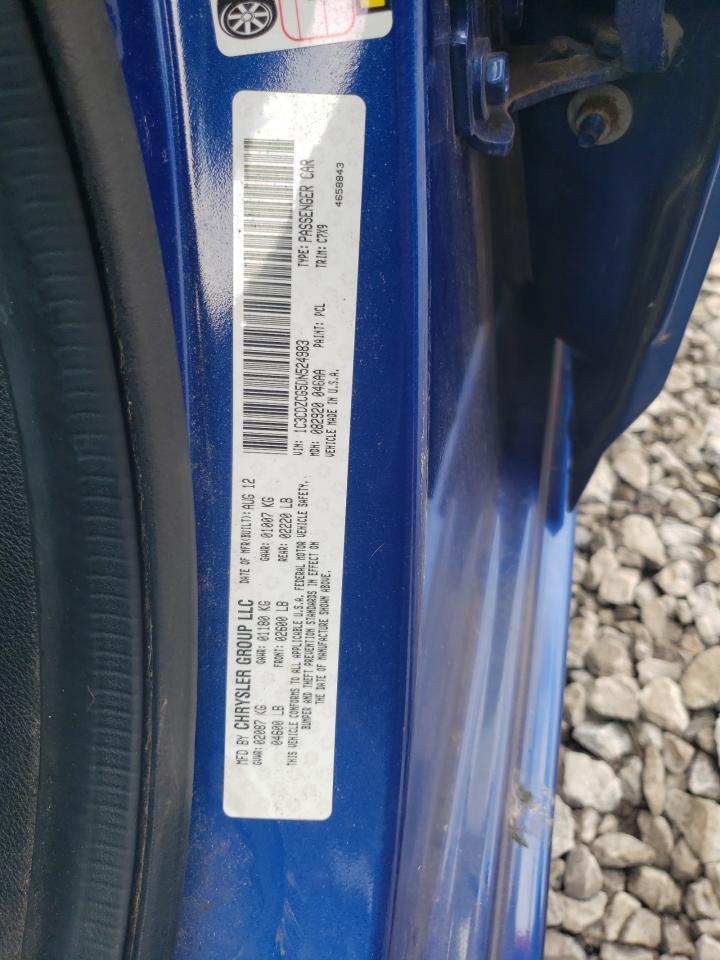 MFD BY CHRYSLER GROUP LLC DATE OF MFR(BUILT): AUG 12
GVWR: 02087 KG GAWR: 01180 KG GAWR: 01007 KG
04600 LB FRONT: 02600 LB REAR: 02220 LB
THIS VEHICLE CONFORMS TO ALL APPLICABLE U.S.A. FEDERAL MOTOR VEHICLE SAFETY,
BUMPER AND THEFT PREVENTION STANDARDS IN EFFECT ON
THE DATE OF MANUFACTURE SHOWN ABOVE.
VIN: 1C3CDZCG5DN524983 TYPE: PASSENGER CAR
MDH: 082920 046AA PAINT: PCL TRIM: C7X9
VEHICLE MADE IN U.S.A. 4658843